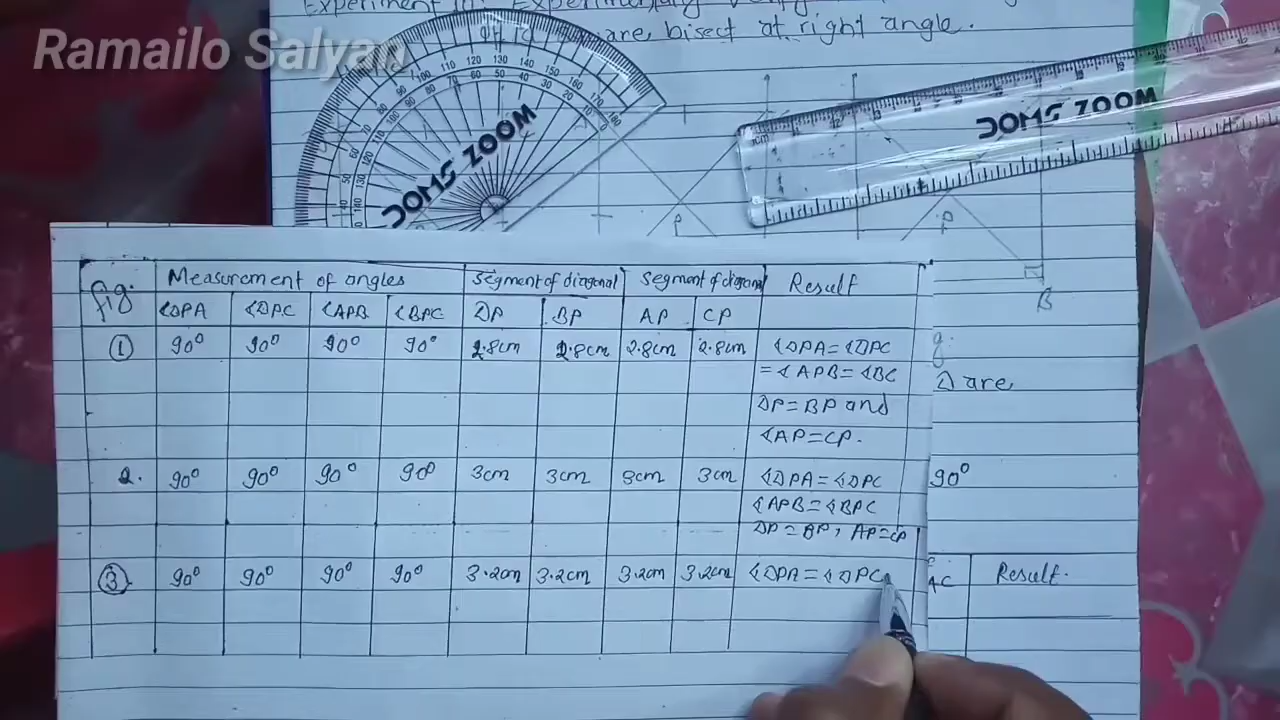 Ramailo Salyan
are bisect at right angle.
DOMS ZOOM
DOMS ZOOM
P
P
B
fig:
Measurement of angles
Segment of diagonal
Segment of diagonal
Result
∢DPA ∢DPC ∢APB ∢BPC DP BP AP CP
① 90° 90° 90° 90° 2.8cm 2.8cm 2.8cm 2.8cm ∢DPA=∢DPC
=∢APB=∢BC
DP=BP and
∢AP=CP.
2. 90° 90° 90° 90° 3cm 3cm 3cm 3cm ∢DPA=∢DPC
∢APB=∢BPC
DP=BP, AP=CP
③ 90° 90° 90° 90° 3.2cm 3.2cm 3.2cm 3.2cm ∢DPA=∢DPC
are
90°
AC Result.